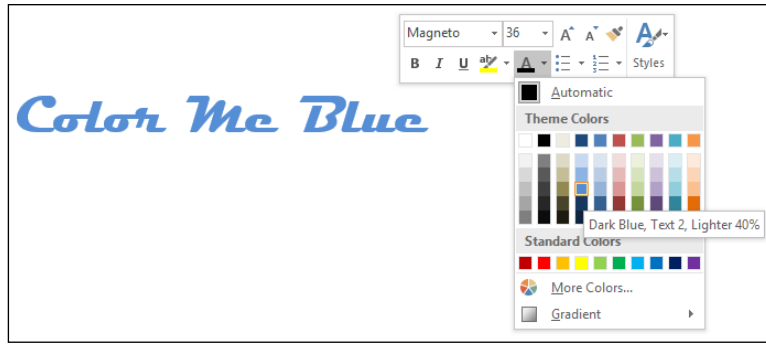 Magneto 36 A A A
B I U ab A Styles
Automatic
Color Me Blue
Theme Colors
Dark Blue, Text 2, Lighter 40%
Standard Colors
More Colors...
Gradient